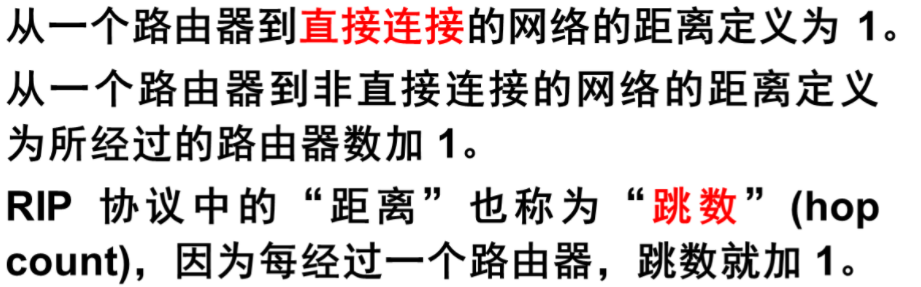 从一个路由器到直接连接的网络的距离定义为 1。
从一个路由器到非直接连接的网络的距离定义
为所经过的路由器数加 1。
RIP 协议中的“距离”也称为“跳数”(hop
count)，因为每经过一个路由器，跳数就加 1。